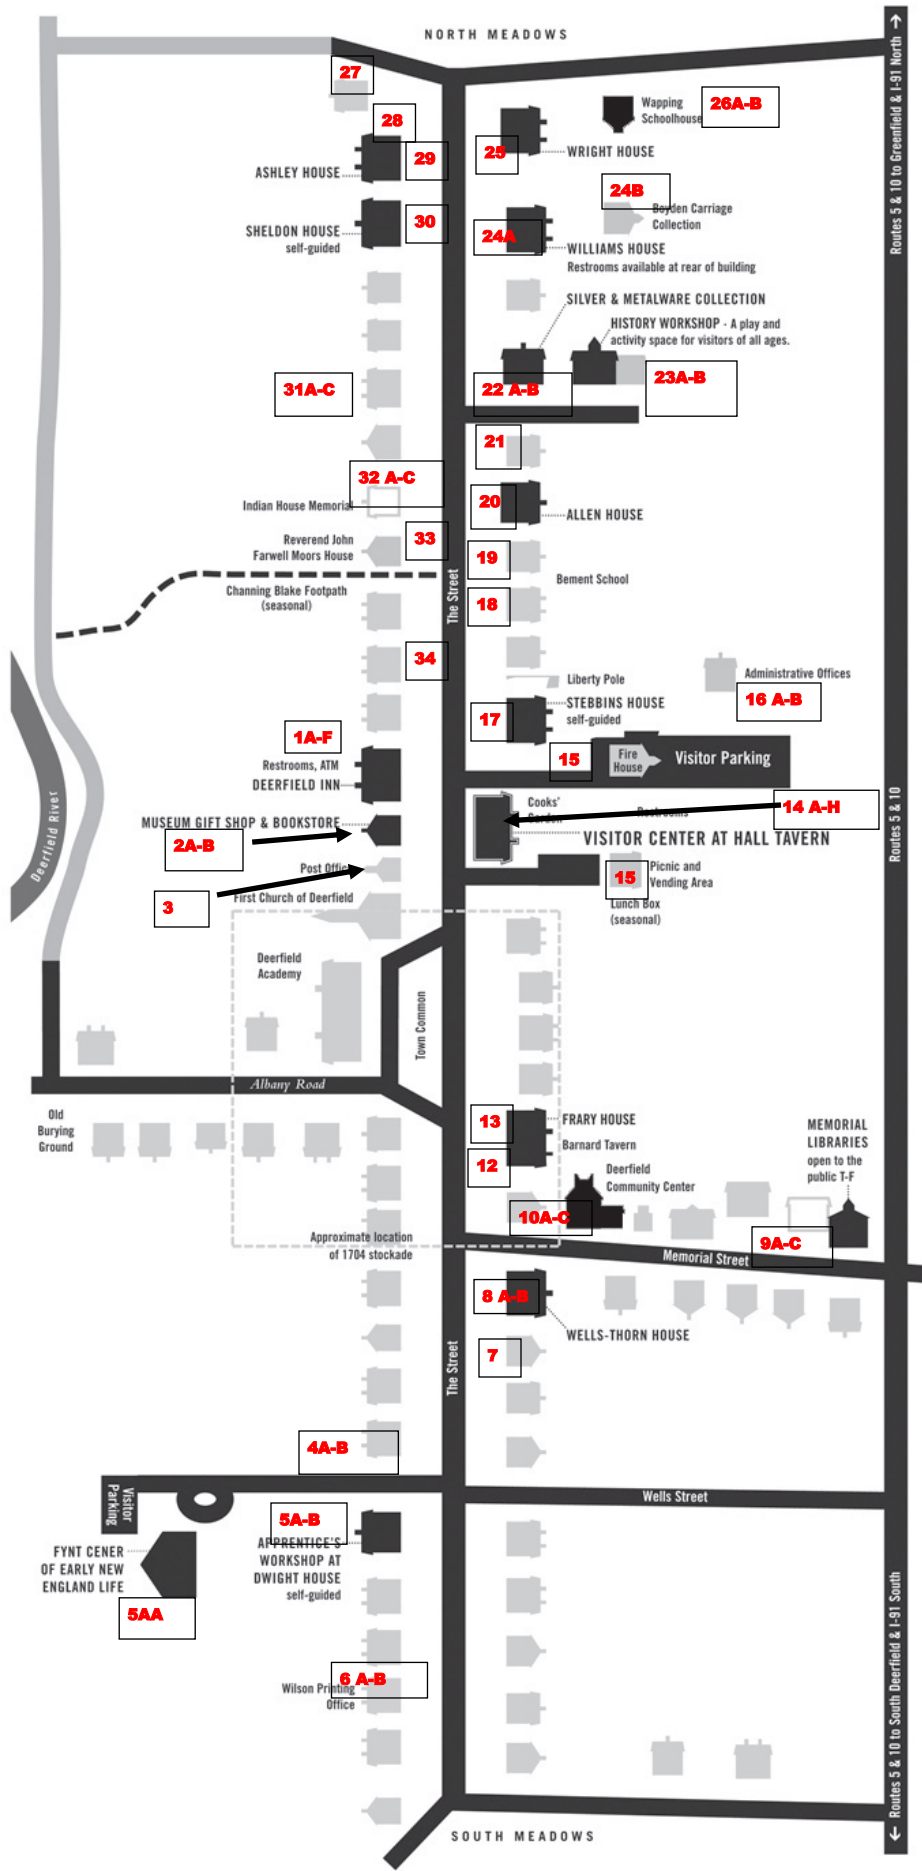 NORTH MEADOWS
Routes 5 & 10 to Greenfield & I-91 North
27
28
29
ASHLEY HOUSE
30
SHELDON HOUSE
self-guided
25
WRIGHT HOUSE
Wapping
Schoolhouse
26A-B
24B
Boyden Carriage
Collection
24A
WILLIAMS HOUSE
Restrooms available at rear of building
SILVER & METALWARE COLLECTION
HISTORY WORKSHOP - A play and
activity space for visitors of all ages.
22 A-B
23A-B
31A-C
21
32 A-C
Indian House Memorial
20
ALLEN HOUSE
33
Reverend John
Farwell Moors House
19
Bement School
Channing Blake Footpath
(seasonal)
The Street
18
34
Liberty Pole
Administrative Offices
16 A-B
17
STEBBINS HOUSE
self-guided
1A-F
Restrooms, ATM
DEERFIELD INN
15
Fire
House
Visitor Parking
Deerfield River
Routes 5 & 10
MUSEUM GIFT SHOP & BOOKSTORE
2A-B
Cooks'
Garden
Restrooms
14 A-H
VISITOR CENTER AT HALL TAVERN
Post Office
3
First Church of Deerfield
15
Picnic and
Vending Area
Lunch Box
(seasonal)
Deerfield
Academy
Town Common
Albany Road
Old
Burying
Ground
13
FRARY HOUSE
Barnard Tavern
12
Deerfield
Community Center
MEMORIAL
LIBRARIES
open to the
public T-F
10A-C
Approximate location
of 1704 stockade
Memorial Street
9A-C
8 A-B
WELLS-THORN HOUSE
7
The Street
4A-B
Visitor
Parking
Wells Street
5A-B
APPRENTICE'S
WORKSHOP AT
DWIGHT HOUSE
self-guided
FYNT CENER
OF EARLY NEW
ENGLAND LIFE
5AA
6 A-B
Wilson Printing
Office
Routes 5 & 10 to South Deerfield & I-91 South
SOUTH MEADOWS